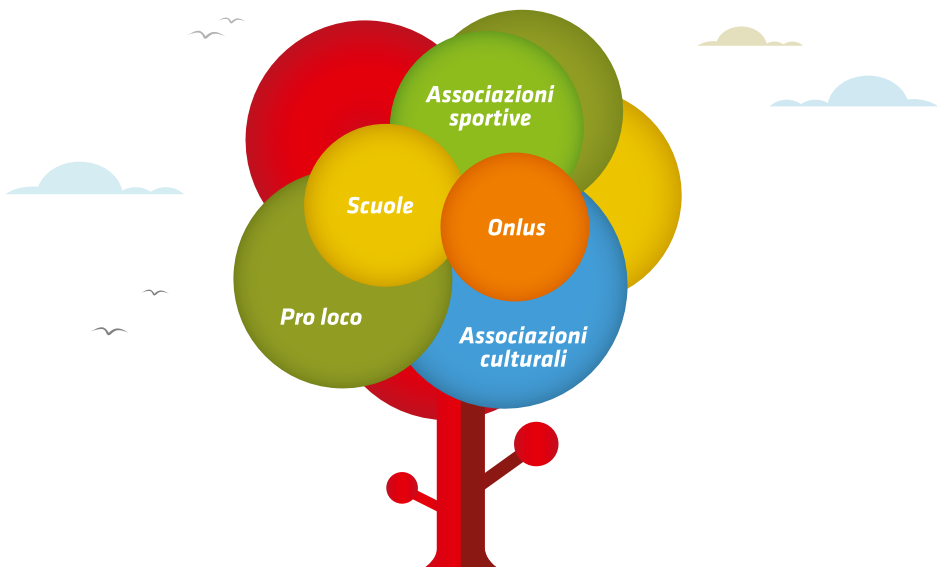 Associazioni
sportive
Scuole
Onlus
Pro loco
Associazioni
culturali